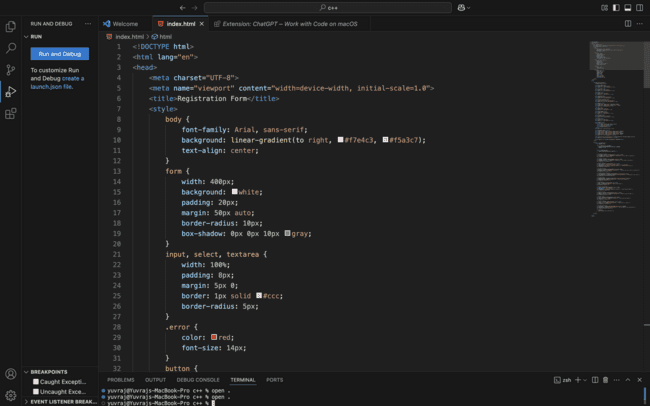 c++
RUN AND DEBUG
Welcome
index.html
Extension: ChatGPT – Work with Code on macOS
RUN
Run and Debug
To customize Run
and Debug create a
launch.json file.
index.html > html
1 <!DOCTYPE html>
2 <html lang="en">
3 <head>
4 <meta charset="UTF-8">
5 <meta name="viewport" content="width=device-width, initial-scale=1.0">
6 <title>Registration Form</title>
7 <style>
8 body {
9 font-family: Arial, sans-serif;
10 background: linear-gradient(to right, #f7e4c3, #f5a3c7);
11 text-align: center;
12 }
13 form {
14 width: 400px;
15 background: white;
16 padding: 20px;
17 margin: 50px auto;
18 border-radius: 10px;
19 box-shadow: 0px 0px 10px gray;
20 }
21 input, select, textarea {
22 width: 100%;
23 padding: 8px;
24 margin: 5px 0;
25 border: 1px solid #ccc;
26 border-radius: 5px;
27 }
28 .error {
29 color: red;
30 font-size: 14px;
31 }
32 button {
BREAKPOINTS
Caught Excepti...
Uncaught Exce...
EVENT LISTENER BREAK...
PROBLEMS OUTPUT DEBUG CONSOLE TERMINAL PORTS
zsh
yuvraj@Yuvrajs-MacBook-Pro c++ % open .
yuvraj@Yuvrajs-MacBook-Pro c++ % open .
yuvraj@Yuvrajs-MacBook-Pro c++ %